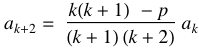 a_{k+2} = \frac{k(k+1) - p}{(k+1)(k+2)} a_k